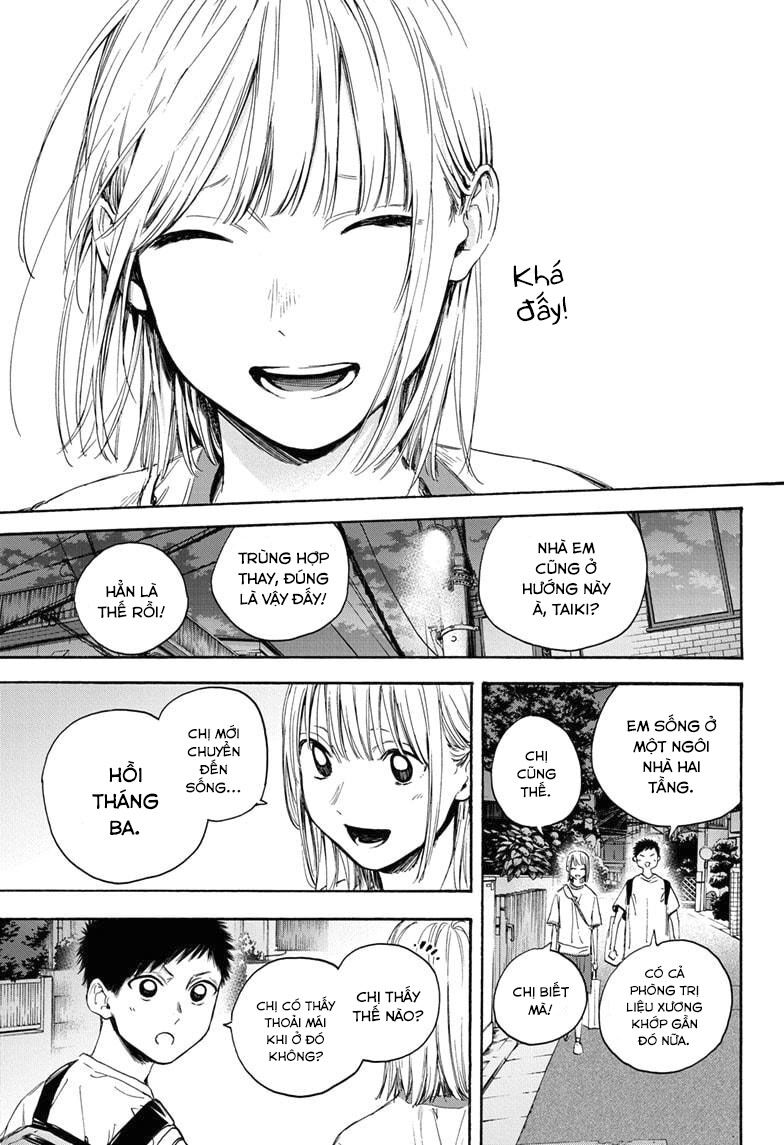 Khá
đấy!
NHÀ EM
CŨNG Ở
HƯỚNG NÀY
À, TAIKI?
TRÙNG HỢP
THAY, ĐÚNG
LÀ VẬY ĐẤY!
HẲN LÀ
THẾ RỒI!
EM SỐNG Ở
MỘT NGÔI
NHÀ HAI
TẦNG.
CHỊ
CŨNG
THẾ.
CÓ CẢ
PHÒNG TRỊ
LIỆU XƯƠNG
KHỚP GẦN
ĐÓ NỮA.
CHỊ BIẾT
MÀ!
CHỊ MỚI
CHUYỂN
ĐẾN
SỐNG...
HỒI
THÁNG
BA.
CHỊ THẤY
THẾ NÀO?
CHỊ CÓ THẤY
THOẢI MÁI
KHI Ở ĐÓ
KHÔNG?